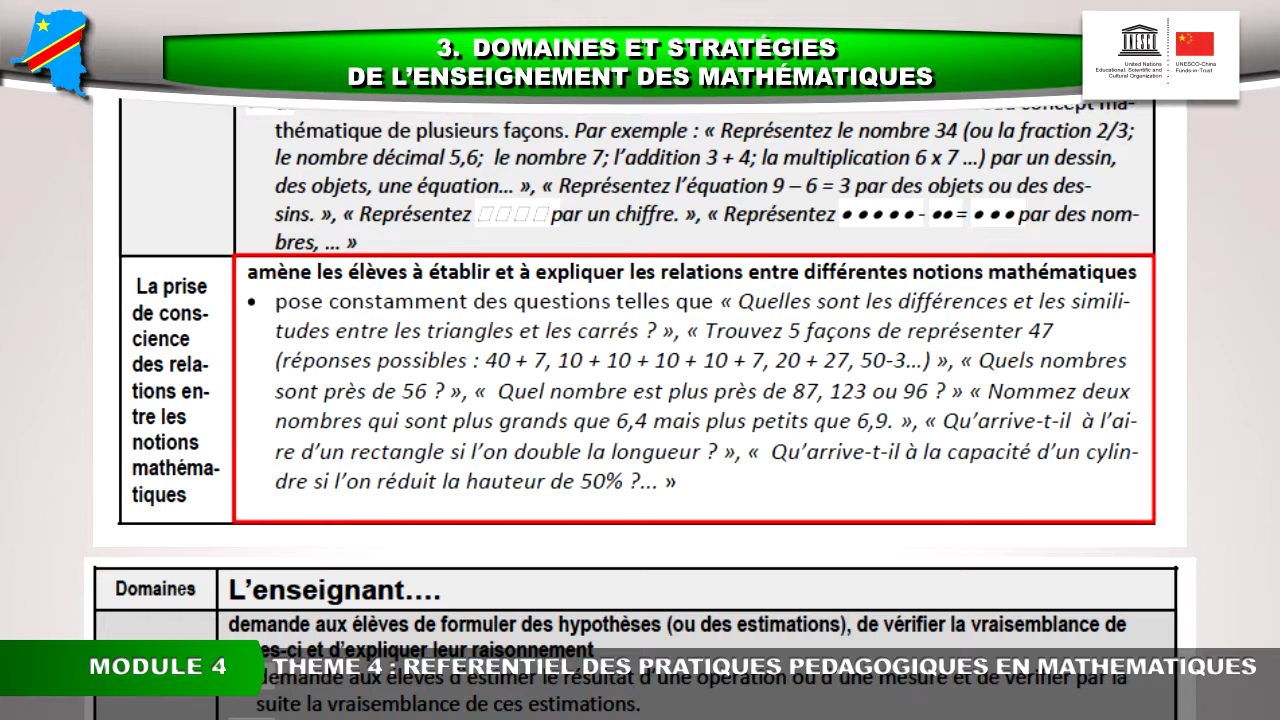 3. DOMAINES ET STRATÉGIES
DE L’ENSEIGNEMENT DES MATHÉMATIQUES
UNESCO
United Nations
Educational, Scientific and
Cultural Organization
UNESCO-China
Funds-in-Trust
concept ma-
thématique de plusieurs façons. Par exemple : « Représentez le nombre 34 (ou la fraction 2/3;
le nombre décimal 5,6; le nombre 7; l’addition 3 + 4; la multiplication 6 x 7 …) par un dessin,
des objets, une équation… », « Représentez l’équation 9 – 6 = 3 par des objets ou des des-
sins. », « Représentez □ □ □ □ par un chiffre. », « Représentez ● ● ● ● ● - ●● = ● ● ● par des nom-
bres, … »
La prise
de cons-
cience
des rela-
tions en-
tre les
notions
mathéma-
tiques
amène les élèves à établir et à expliquer les relations entre différentes notions mathématiques
• pose constamment des questions telles que « Quelles sont les différences et les simili-
tudes entre les triangles et les carrés ? », « Trouvez 5 façons de représenter 47
(réponses possibles : 40 + 7, 10 + 10 + 10 + 10 + 7, 20 + 27, 50-3…) », « Quels nombres
sont près de 56 ? », « Quel nombre est plus près de 87, 123 ou 96 ? » « Nommez deux
nombres qui sont plus grands que 6,4 mais plus petits que 6,9. », « Qu’arrive-t-il à l’ai-
re d’un rectangle si l’on double la longueur ? », « Qu’arrive-t-il à la capacité d’un cylin-
dre si l’on réduit la hauteur de 50% ?... »
Domaines
L’enseignant….
demande aux élèves de formuler des hypothèses (ou des estimations), de vérifier la vraisemblance de
es-ci et d’expliquer leur raisonnement
demande aux élèves d’estimer le résultat d’une opération ou d’une mesure et de vérifier par la
suite la vraisemblance de ces estimations.
MODULE 4
THEME 4 : REFERENTIEL DES PRATIQUES PEDAGOGIQUES EN MATHEMATIQUES